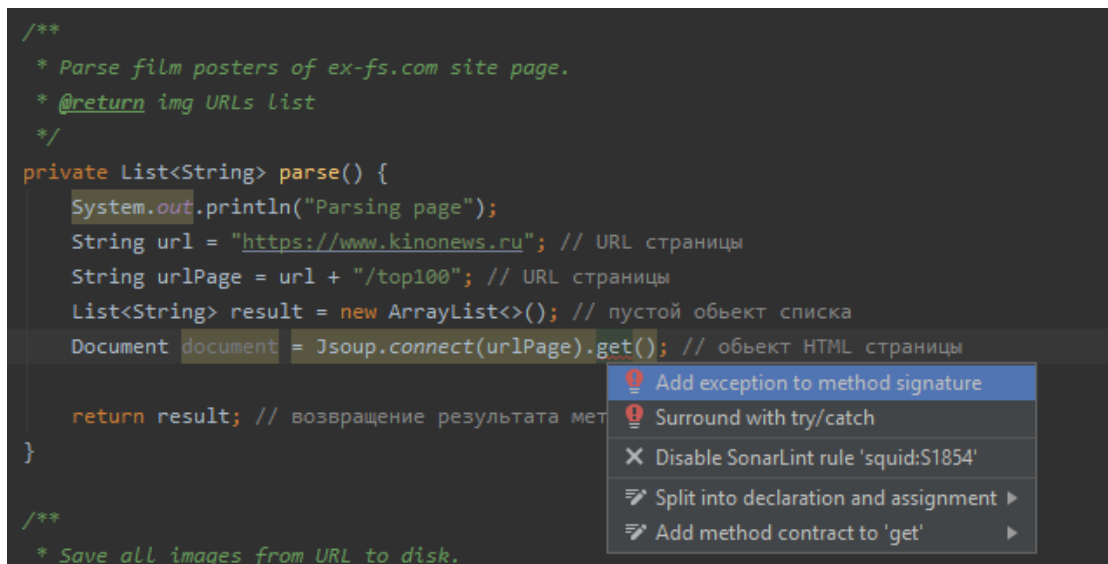 /**
* Parse film posters of ex-fs.com site page.
* @return img URLs list
*/
private List<String> parse() {
System.out.println("Parsing page");
String url = "https://www.kinonews.ru"; // URL страницы
String urlPage = url + "/top100"; // URL страницы
List<String> result = new ArrayList<>(); // пустой обьект списка
Document document = Jsoup.connect(urlPage).get(); // обьект HTML страницы
Add exception to method signature
return result; // возвращение результата мет
Surround with try/catch
}
Disable SonarLint rule 'squid:S1854'
Split into declaration and assignment
/**
Add method contract to 'get'
* Save all images from URL to disk.